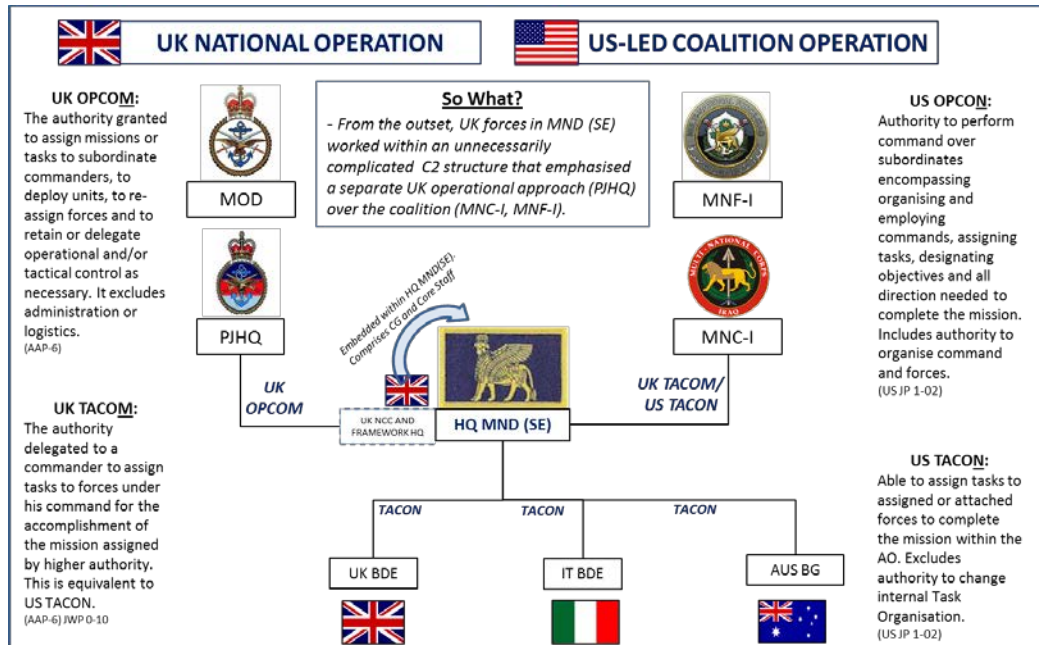 UK NATIONAL OPERATION
US-LED COALITION OPERATION
UK OPCOM:
The authority granted
to assign missions or
tasks to subordinate
commanders, to
deploy units, to re-
assign forces and to
retain or delegate
operational and/or
tactical control as
necessary. It excludes
administration or
logistics.
(AAP-6)
UK TACOM:
The authority
delegated to a
commander to assign
tasks to forces under
his command for the
accomplishment of
the mission assigned
by higher authority.
This is equivalent to
US TACON.
(AAP-6) JWP 0-10
MOD
PJHQ
So What?
- From the outset, UK forces in MND (SE)
worked within an unnecessarily
complicated C2 structure that emphasised
a separate UK operational approach (PJHQ)
over the coalition (MNC-I, MNF-I).
MNF-I
MULTI-NATIONAL CORPS
IRAQ
MNC-I
Embedded within HQ MND(SE).
Comprises CG and Core Staff
UK
OPCOM
UK NCC AND
FRAMEWORK HQ
HQ MND (SE)
UK TACOM/
US TACON
TACON
TACON
TACON
UK BDE
IT BDE
AUS BG
US OPCON:
Authority to perform
command over
subordinates
encompassing
organising and
employing
commands, assigning
tasks, designating
objectives and all
direction needed to
complete the mission.
Includes authority to
organise command
and forces.
(US JP 1-02)
US TACON:
Able to assign tasks to
assigned or attached
forces to complete
the mission within the
AO. Excludes
authority to change
internal Task
Organisation.
(US JP 1-02)